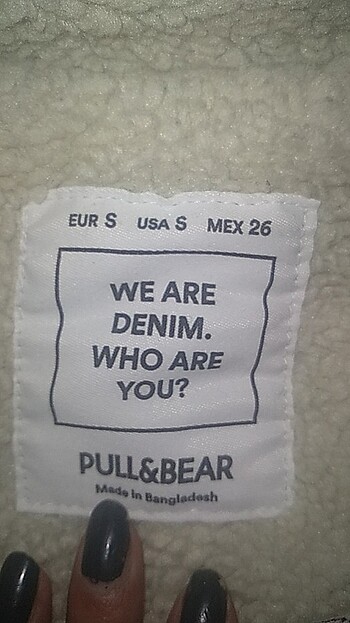 EUR S USA S MEX 26
WE ARE
DENIM.
WHO ARE
YOU?
PULL&BEAR
Made in Bangladesh